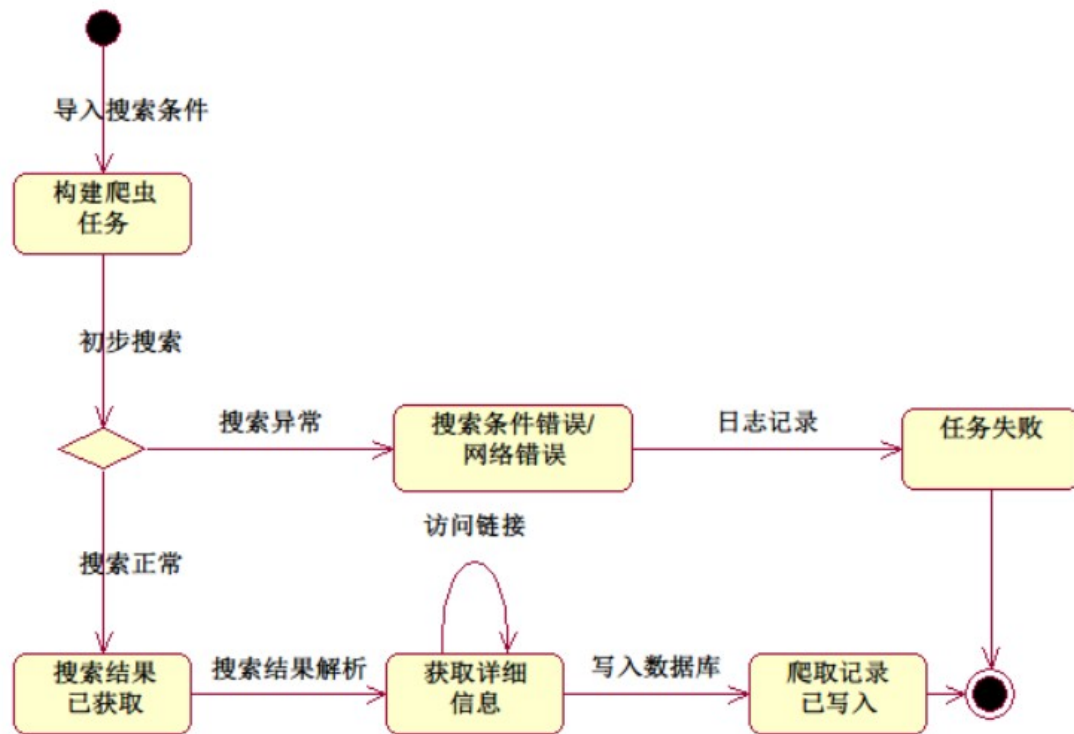 导入搜索条件
构建爬虫
任务
初步搜索
搜索异常
搜索条件错误/
网络错误
日志记录
任务失败
访问链接
搜索正常
搜索结果
已获取
搜索结果解析
获取详细
信息
写入数据库
爬取记录
已写入